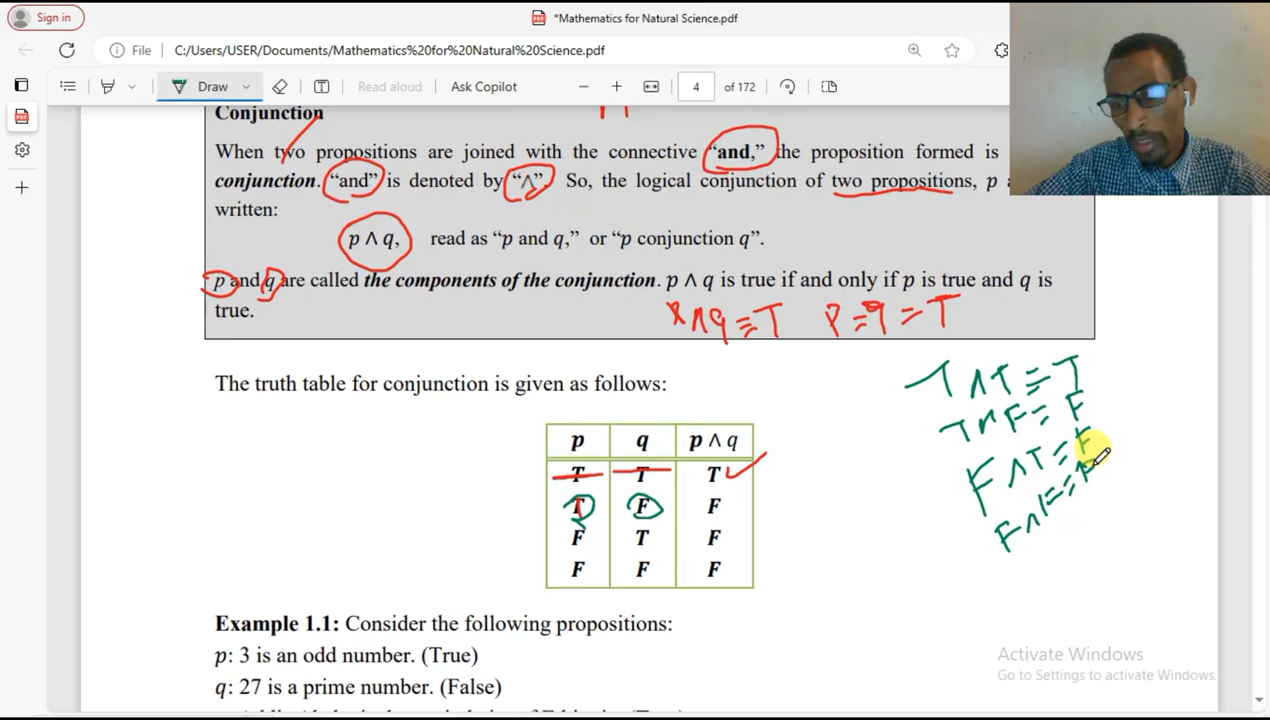 Sign in
*Mathematics for Natural Science.pdf
File C:/Users/USER/Documents/Mathematics%20for%20Natural%20Science.pdf
Draw Read aloud Ask Copilot 4 of 172
Conjunction
When two propositions are joined with the connective “and,” the proposition formed is
conjunction. “and” is denoted by “∧”. So, the logical conjunction of two propositions, p
written:
p ∧ q, read as “p and q,” or “p conjunction q”.
p and q are called the components of the conjunction. p ∧ q is true if and only if p is true and q is
true.
P∧q ≡ T P ≡ q ≡ T
The truth table for conjunction is given as follows:
T ∧ T ≡ T
T ∧ F ≡ F
F ∧ T ≡ F
F ∧ F ≡ F
p q p ∧ q
T T T
T F F
F T F
F F F
Example 1.1: Consider the following propositions:
p: 3 is an odd number. (True)
q: 27 is a prime number. (False)
Activate Windows
Go to Settings to activate Windows.